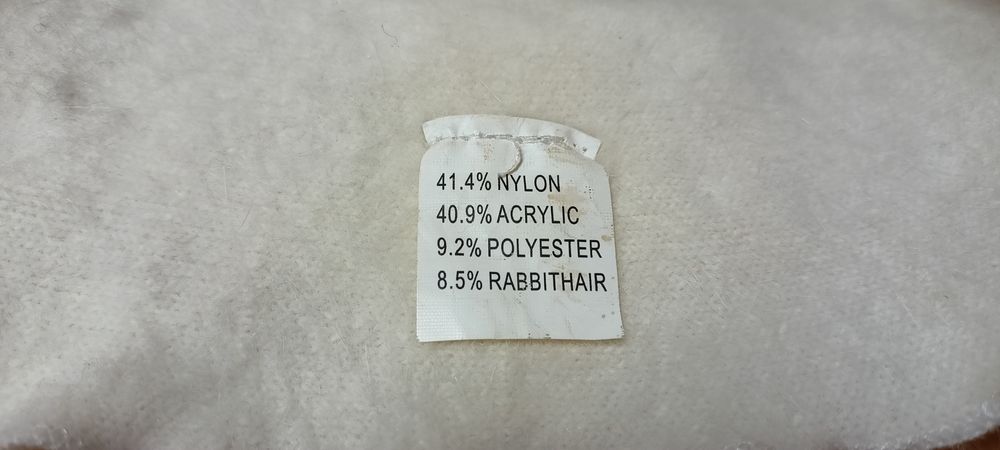 41.4% NYLON
40.9% ACRYLIC
9.2% POLYESTER
8.5% RABBITHAIR